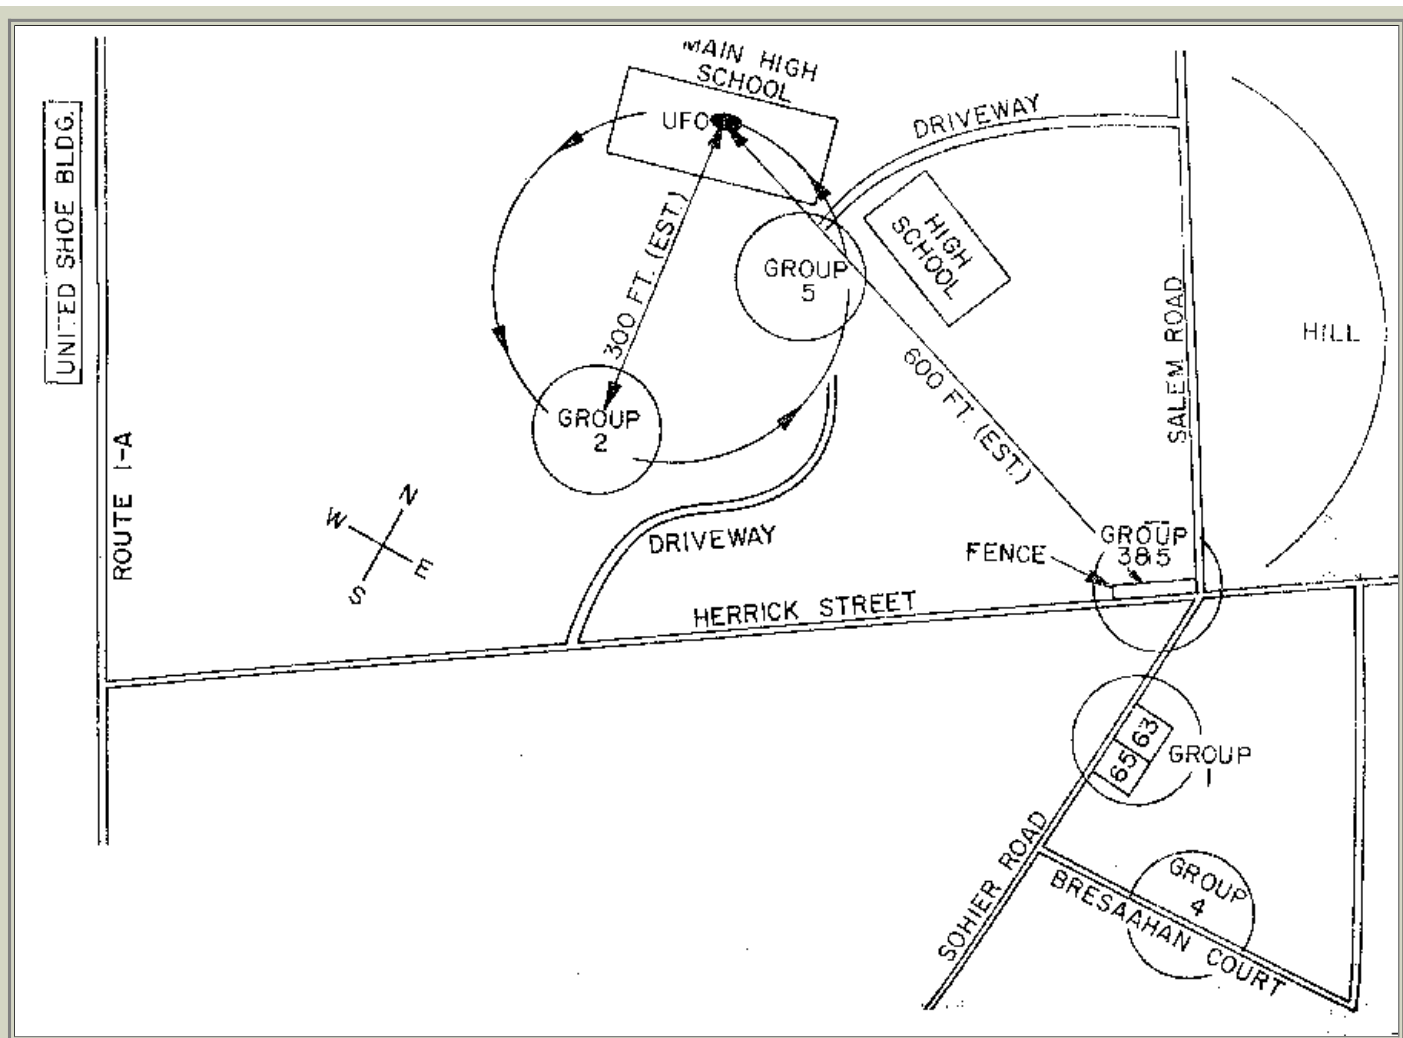 MAIN HIGH
SCHOOL
UFO
DRIVEWAY
UNITED SHOE BLDG.
300 FT. (EST.)
GROUP
5
HIGH
SCHOOL
HILL
SALEM ROAD
600 FT. (EST.)
GROUP
2
ROUTE 1-A
N
W
E
S
DRIVEWAY
FENCE
GROUP
3&5
HERRICK STREET
63
65
GROUP
1
SOHIER ROAD
GROUP
4
BRESAAHAN COURT